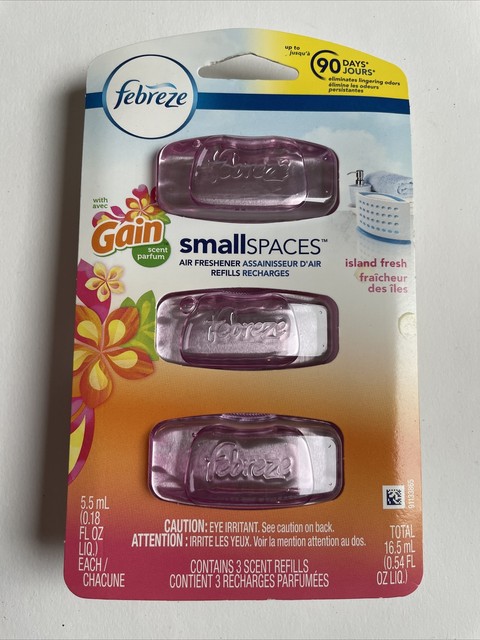 febreze
up to
jusqu'à
90 DAYS*
JOURS*
eliminates lingering odors
élimine les odeurs
persistantes
febreze
with
avec
Gain
scent
parfum
smallSPACES™
AIR FRESHENER ASSAINISSEUR D'AIR
REFILLS RECHARGES
island fresh
fraîcheur
des îles
febreze
febreze
5.5 mL
(0.18
FL OZ
LIQ.)
EACH /
CHACUNE
CAUTION: EYE IRRITANT. See caution on back.
ATTENTION : IRRITE LES YEUX. Voir la mention attention au dos.
CONTAINS 3 SCENT REFILLS
CONTIENT 3 RECHARGES PARFUMÉES
91133985
TOTAL
16.5 mL
(0.54 FL
OZ LIQ.)